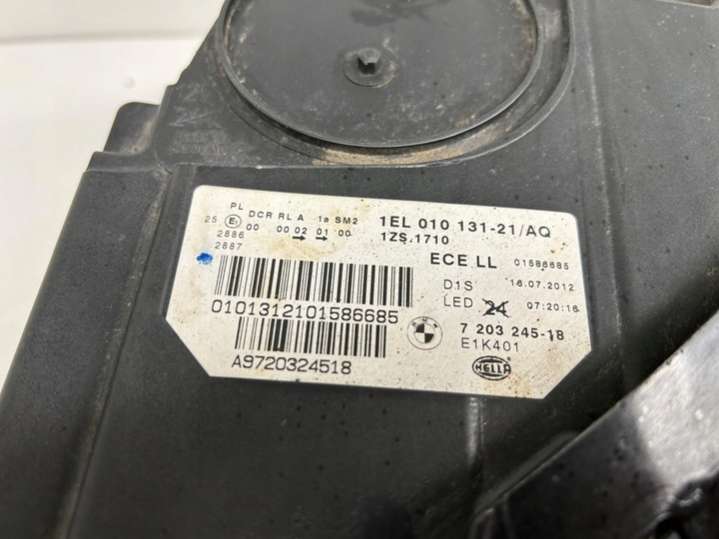 PL
DCR RL A 1a SM2
1EL 010 131-21/AQ
25 E1 00 00 02 01 00
1ZS.1710
2886
2887
ECE LL 01586685
D1S 16.07.2012
LED 24 07:20:16
0101312101586685
7 203 245-18
E1K401
A9720324518
HELLA